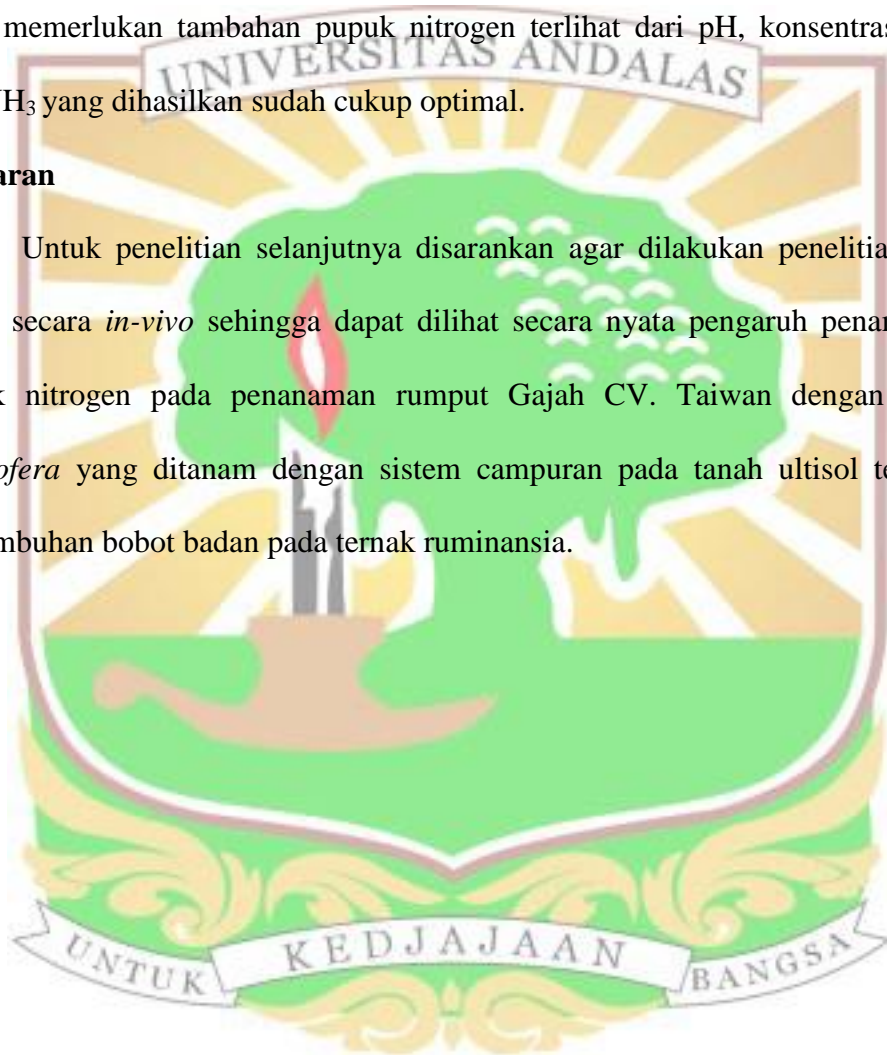 memerlukan tambahan pupuk nitrogen terlihat dari pH, konsentras
UNIVERSITAS ANDALAS
NH₃ yang dihasilkan sudah cukup optimal.
aran
Untuk penelitian selanjutnya disarankan agar dilakukan penelitia
secara in-vivo sehingga dapat dilihat secara nyata pengaruh penar
k nitrogen pada penanaman rumput Gajah CV. Taiwan dengan
ofera yang ditanam dengan sistem campuran pada tanah ultisol te
mbuhan bobot badan pada ternak ruminansia.
UNTUK KEDJAJAAN BANGSA